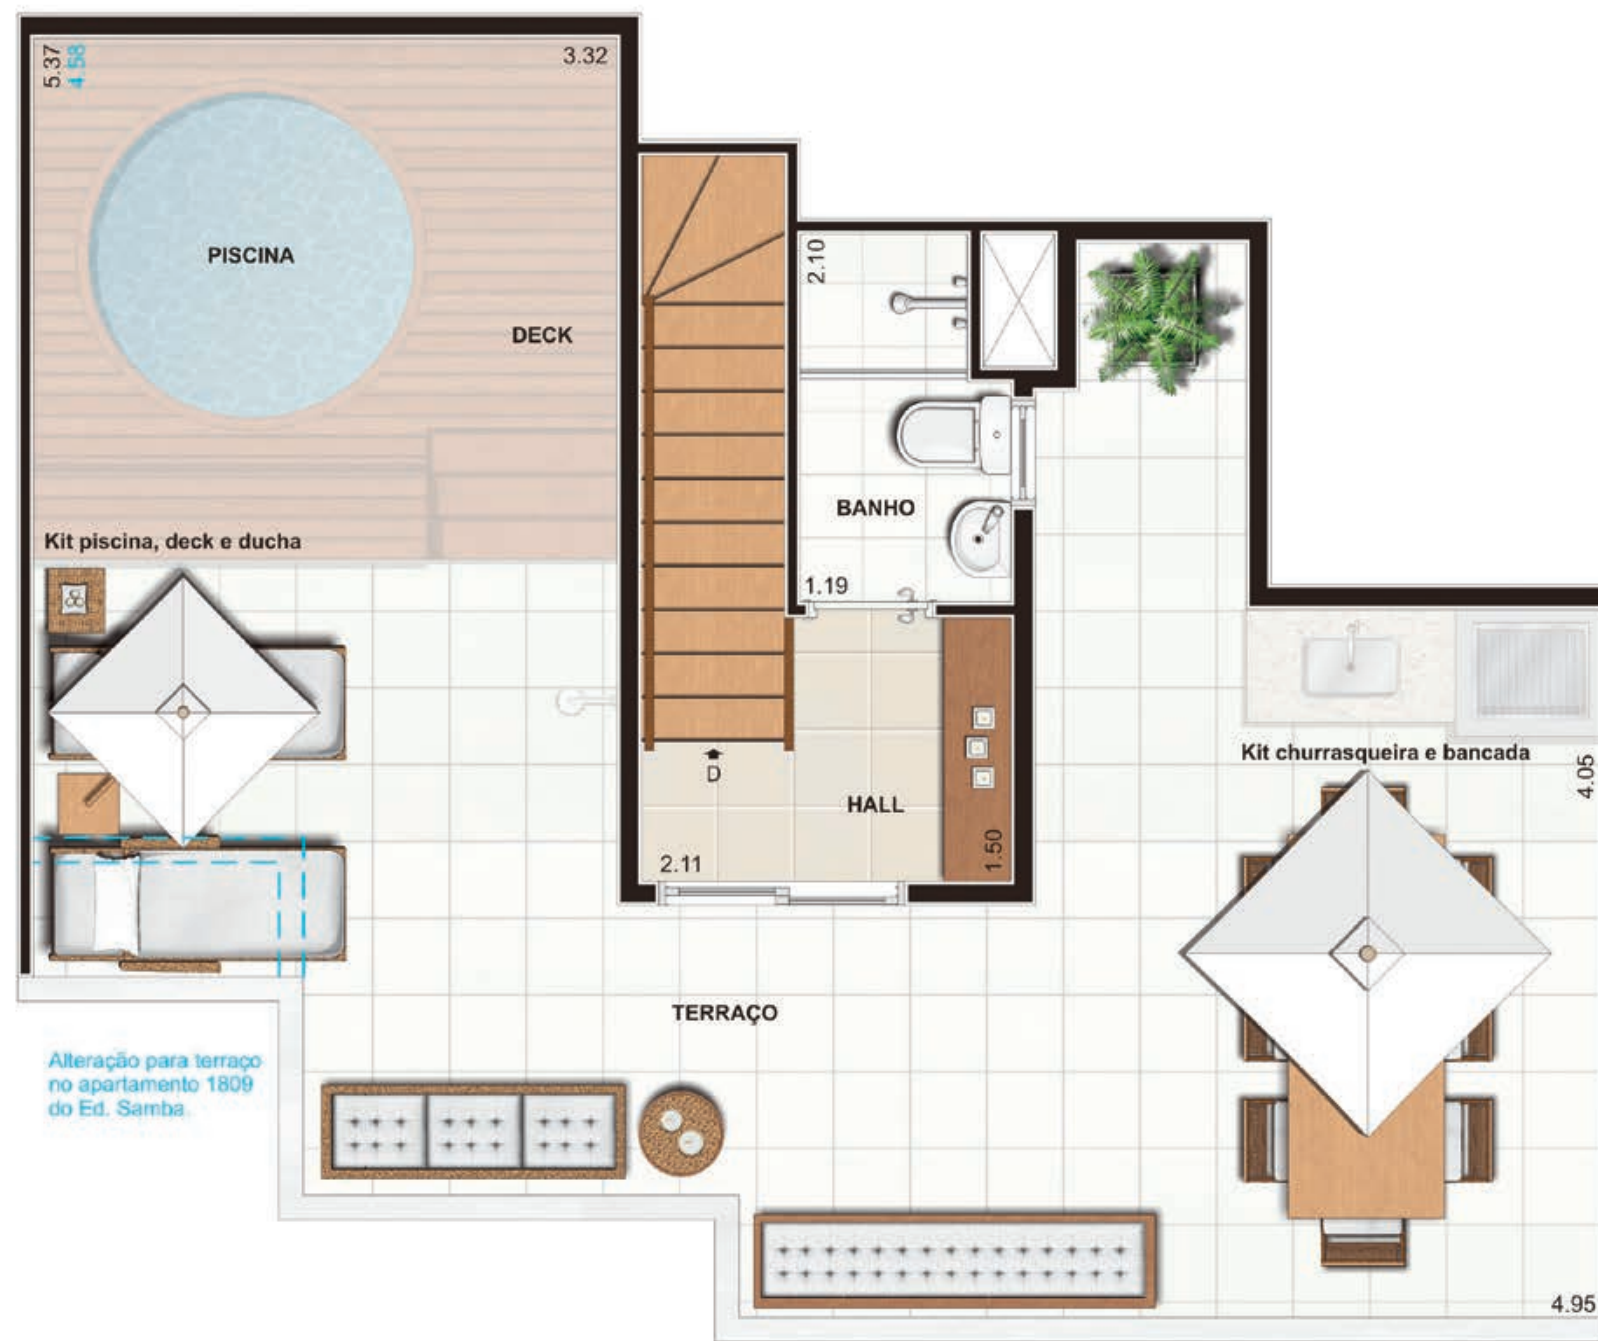 5.37
4.58
3.32
PISCINA
DECK
2.10
Kit piscina, deck e ducha
BANHO
1.19
D
HALL
2.11
1.50
Kit churrasqueira e bancada
4.05
TERRAÇO
Alteração para terraço
no apartamento 1809
do Ed. Samba.
4.95